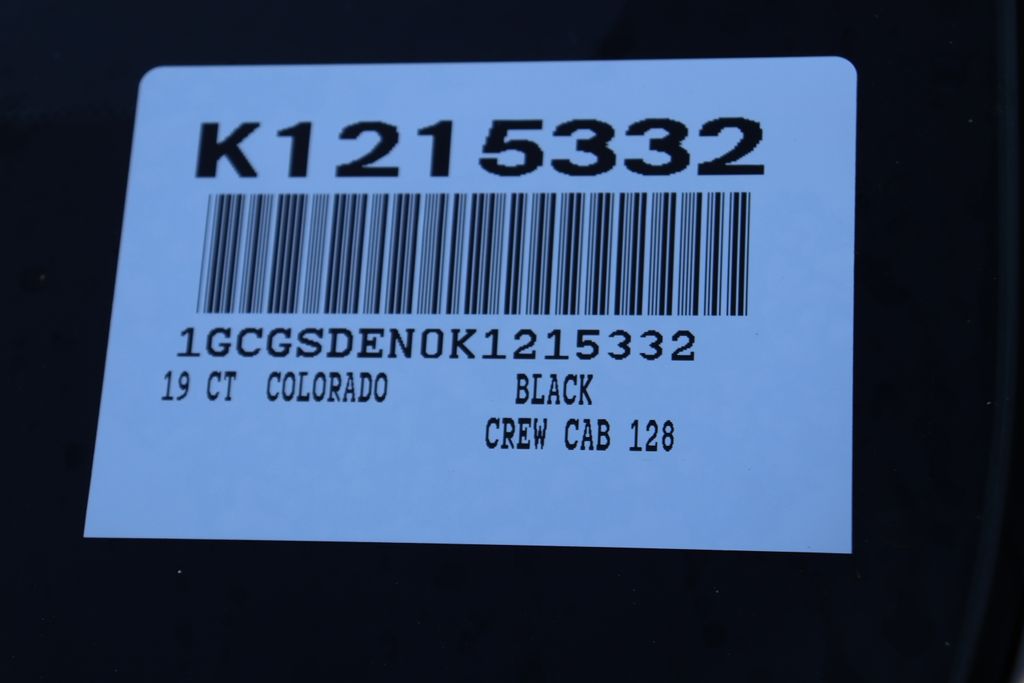 K1215332
1GCGSDEN0K1215332
19 CT COLORADO BLACK
CREW CAB 128